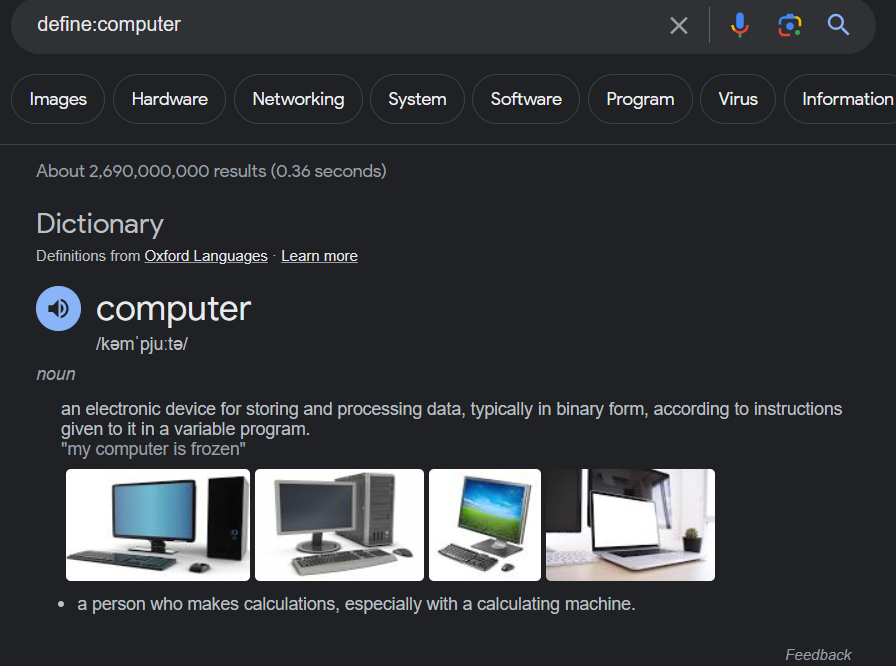 define:computer
Images Hardware Networking System Software Program Virus Information
About 2,690,000,000 results (0.36 seconds)
Dictionary
Definitions from Oxford Languages · Learn more
computer
/kəmˈpjuːtə/
noun
an electronic device for storing and processing data, typically in binary form, according to instructions
given to it in a variable program.
"my computer is frozen"
• a person who makes calculations, especially with a calculating machine.
Feedback